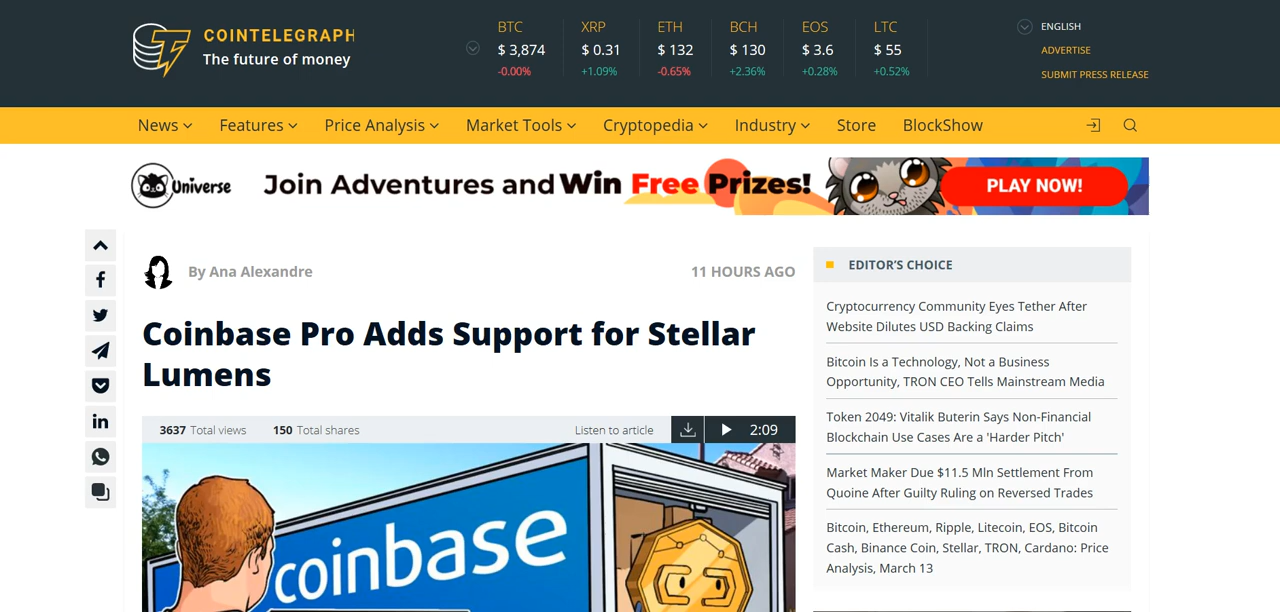 COINTELEGRAPH
The future of money
BTC
$ 3,874
-0.00%
XRP
$ 0.31
+1.09%
ETH
$ 132
-0.65%
BCH
$ 130
+2.36%
EOS
$ 3.6
+0.28%
LTC
$ 55
+0.52%
ENGLISH
ADVERTISE
SUBMIT PRESS RELEASE
News
Features
Price Analysis
Market Tools
Cryptopedia
Industry
Store
BlockShow
Universe
Join Adventures and Win Free Prizes!
PLAY NOW!
By Ana Alexandre
11 HOURS AGO
Coinbase Pro Adds Support for Stellar
Lumens
3637 Total views
150 Total shares
Listen to article
2:09
coinbase
EDITOR'S CHOICE
Cryptocurrency Community Eyes Tether After
Website Dilutes USD Backing Claims
Bitcoin Is a Technology, Not a Business
Opportunity, TRON CEO Tells Mainstream Media
Token 2049: Vitalik Buterin Says Non-Financial
Blockchain Use Cases Are a 'Harder Pitch'
Market Maker Due $11.5 Mln Settlement From
Quoine After Guilty Ruling on Reversed Trades
Bitcoin, Ethereum, Ripple, Litecoin, EOS, Bitcoin
Cash, Binance Coin, Stellar, TRON, Cardano: Price
Analysis, March 13